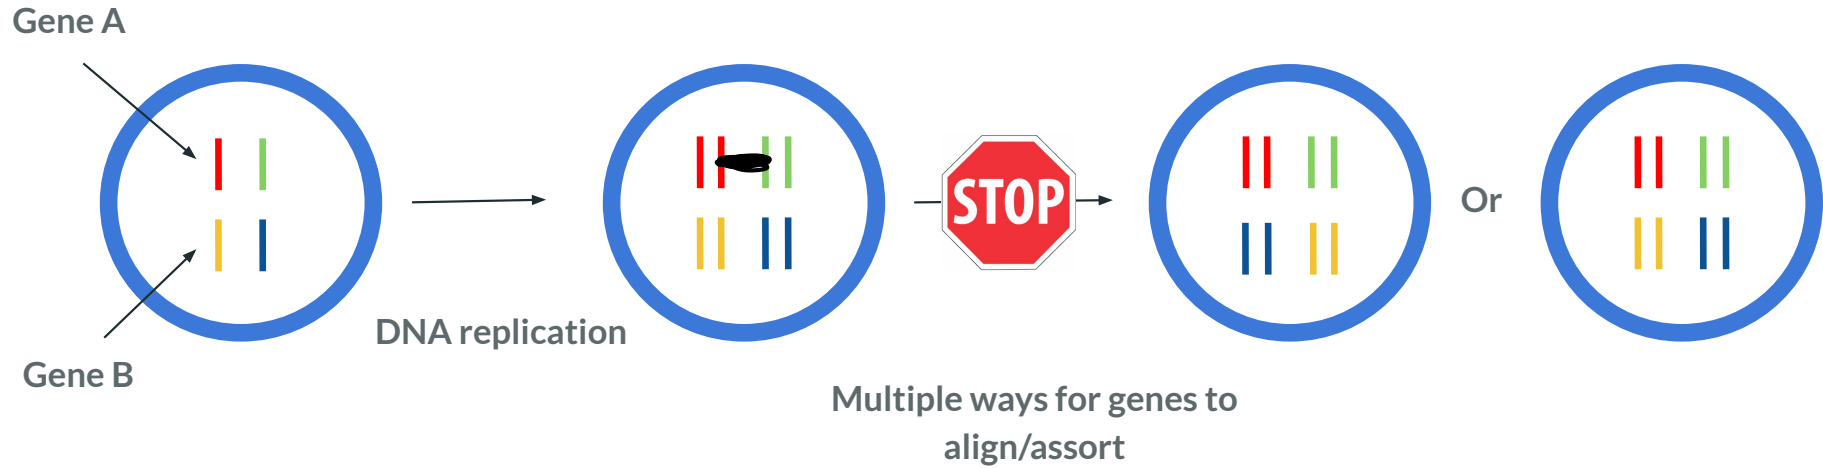 Gene A
STOP
Or
DNA replication
Gene B
Multiple ways for genes to
align/assort